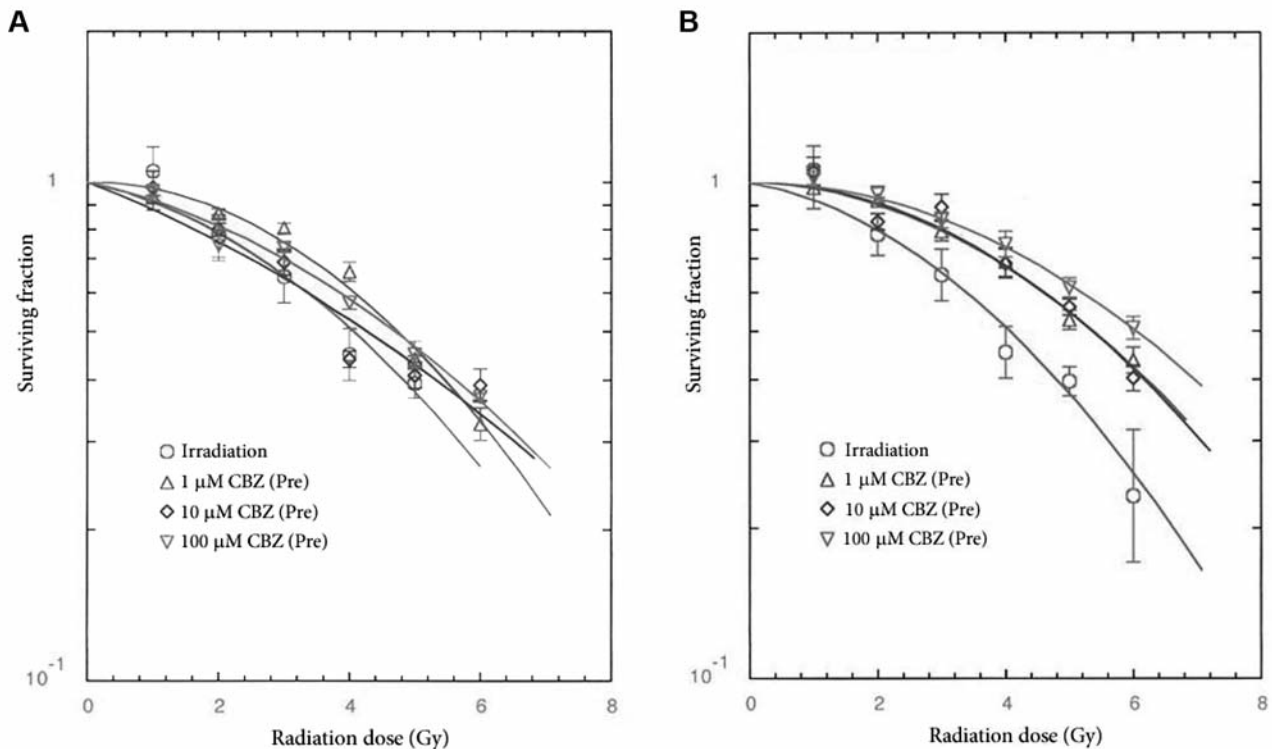 A
1
10-1
Surviving fraction
Irradiation
1 μM CBZ (Pre)
10 μM CBZ (Pre)
100 μM CBZ (Pre)
0 2 4 6 8
Radiation dose (Gy)
B
1
10-1
Surviving fraction
Irradiation
1 μM CBZ (Pre)
10 μM CBZ (Pre)
100 μM CBZ (Pre)
0 2 4 6 8
Radiation dose (Gy)